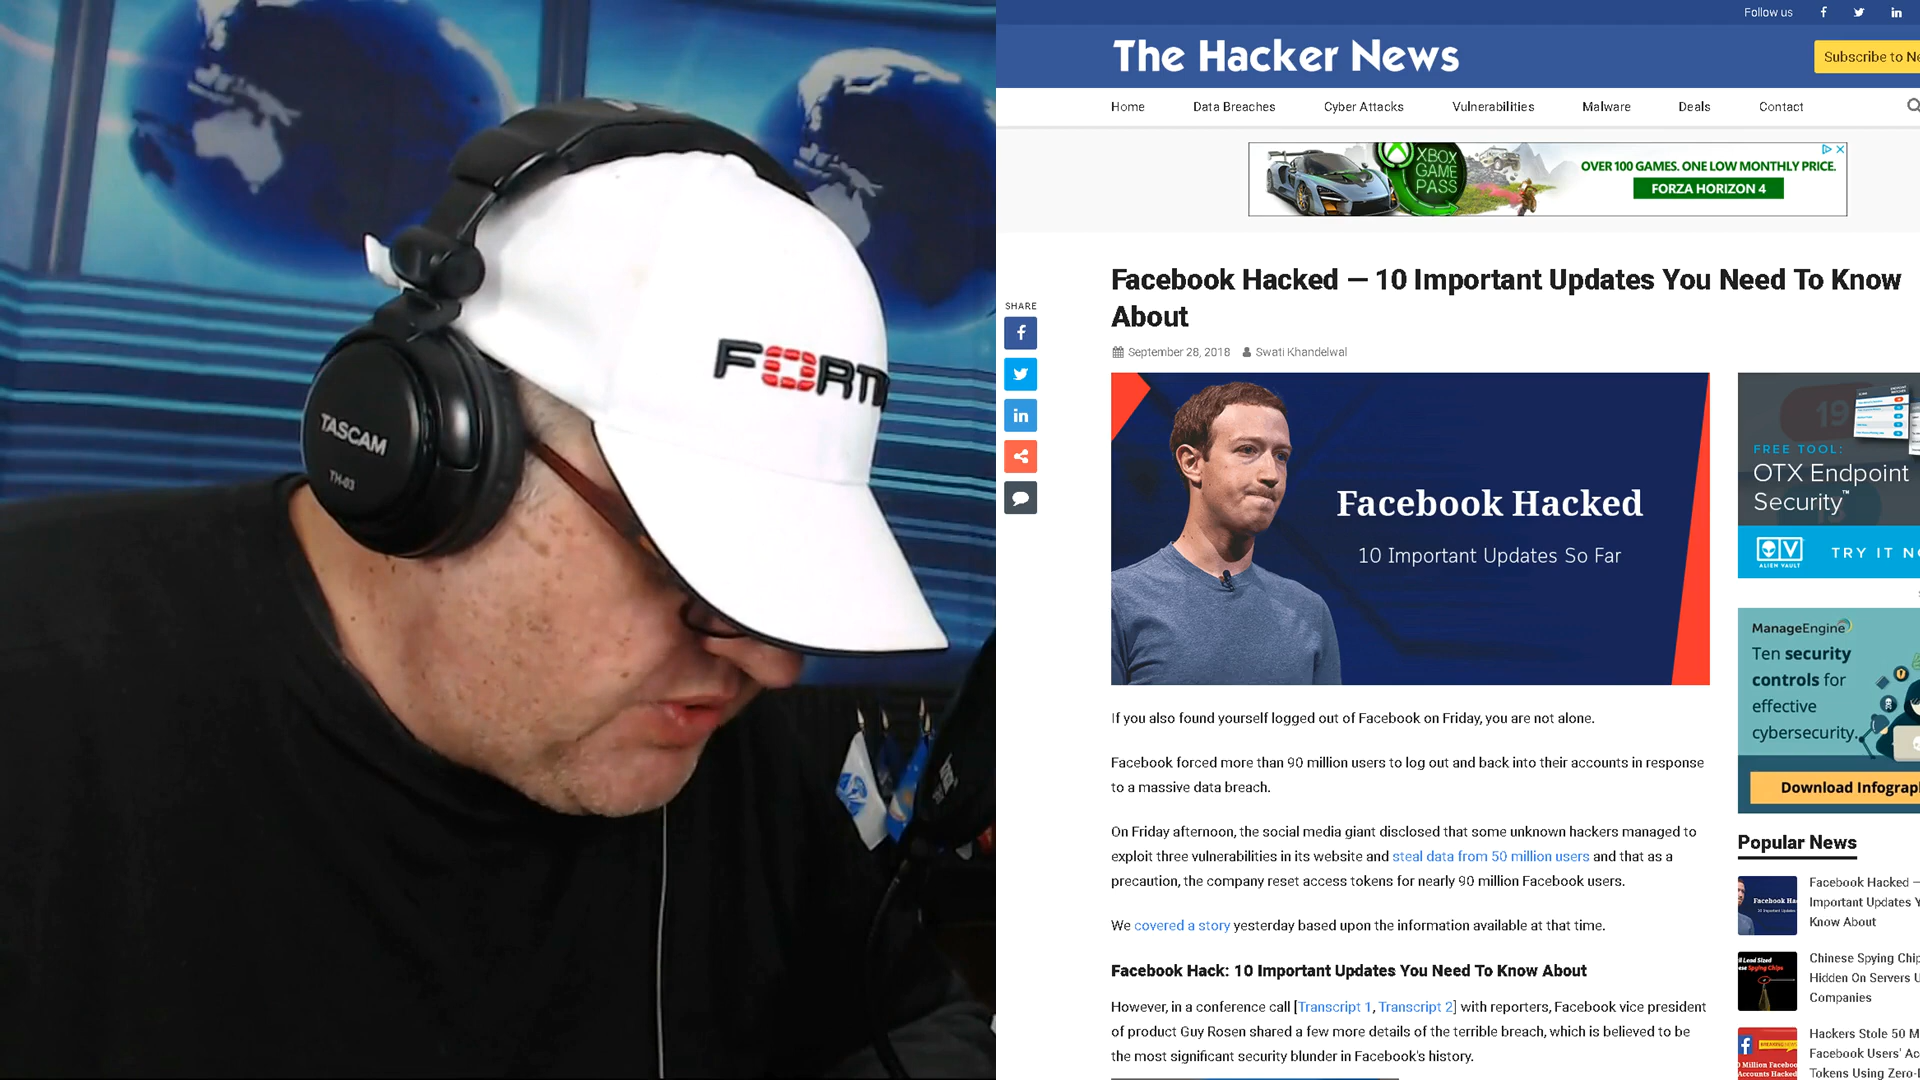 FORTI
TASCAM
TH-03
Follow us
The Hacker News
Subscribe to Ne
Home Data Breaches Cyber Attacks Vulnerabilities Malware Deals Contact
XBOX
GAME
PASS
OVER 100 GAMES. ONE LOW MONTHLY PRICE.
FORZA HORIZON 4
Facebook Hacked — 10 Important Updates You Need To Know
About
September 28, 2018 Swati Khandelwal
SHARE
Facebook Hacked
10 Important Updates So Far
If you also found yourself logged out of Facebook on Friday, you are not alone.
Facebook forced more than 90 million users to log out and back into their accounts in response
to a massive data breach.
On Friday afternoon, the social media giant disclosed that some unknown hackers managed to
exploit three vulnerabilities in its website and steal data from 50 million users and that as a
precaution, the company reset access tokens for nearly 90 million Facebook users.
We covered a story yesterday based upon the information available at that time.
Facebook Hack: 10 Important Updates You Need To Know About
However, in a conference call [Transcript 1, Transcript 2] with reporters, Facebook vice president
of product Guy Rosen shared a few more details of the terrible breach, which is believed to be
the most significant security blunder in Facebook's history.
19
FREE TOOL:
OTX Endpoint
Security™
ALIEN VAULT
TRY IT NO
ManageEngine
Ten security
controls for
effective
cybersecurity.
Download Infograp
Popular News
Facebook Hacked —
Important Updates Y
Know About
Chinese Spying Chip
Hidden On Servers U
Companies
Hackers Stole 50 M
Facebook Users' Ac
Tokens Using Zero-D